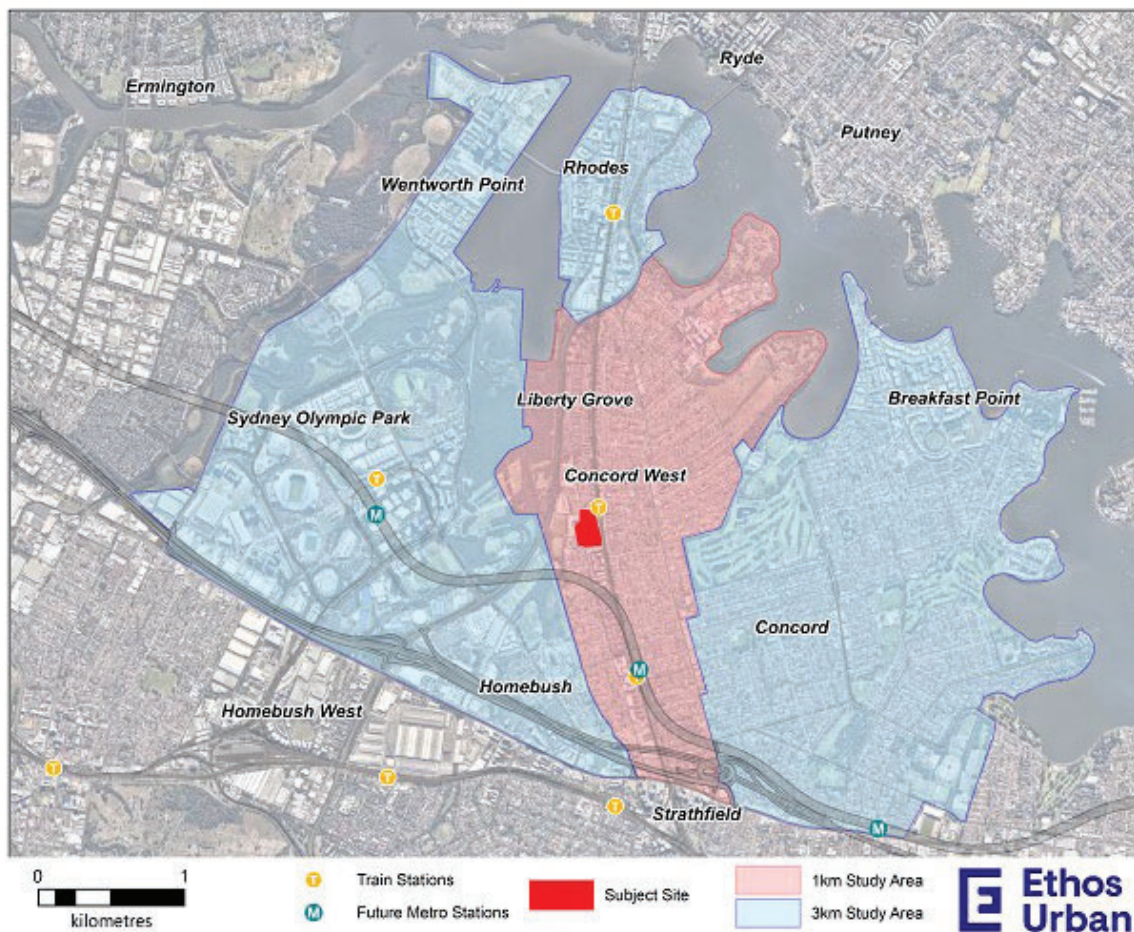 Ryde
Ermington
Putney
Rhodes
Wentworth Point
Liberty Grove
Breakfast Point
Sydney Olympic Park
Concord West
T
T
T
M
Concord
M
T
Homebush
Homebush West
T
T
T
Strathfield
M
0 1
kilometres
T Train Stations
M Future Metro Stations
Subject Site
1km Study Area
3km Study Area
Ethos
Urban